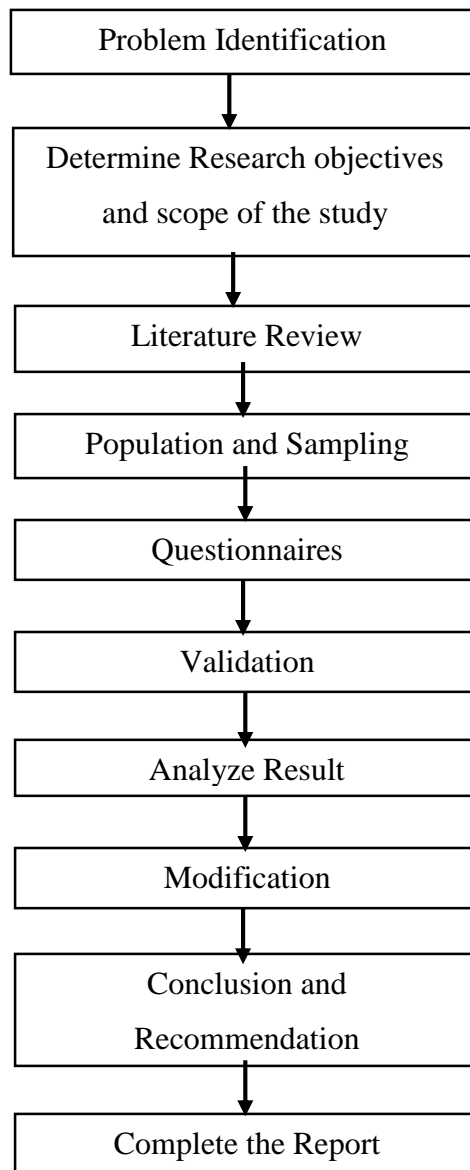 Problem Identification
Determine Research objectives
and scope of the study
Literature Review
Population and Sampling
Questionnaires
Validation
Analyze Result
Modification
Conclusion and
Recommendation
Complete the Report